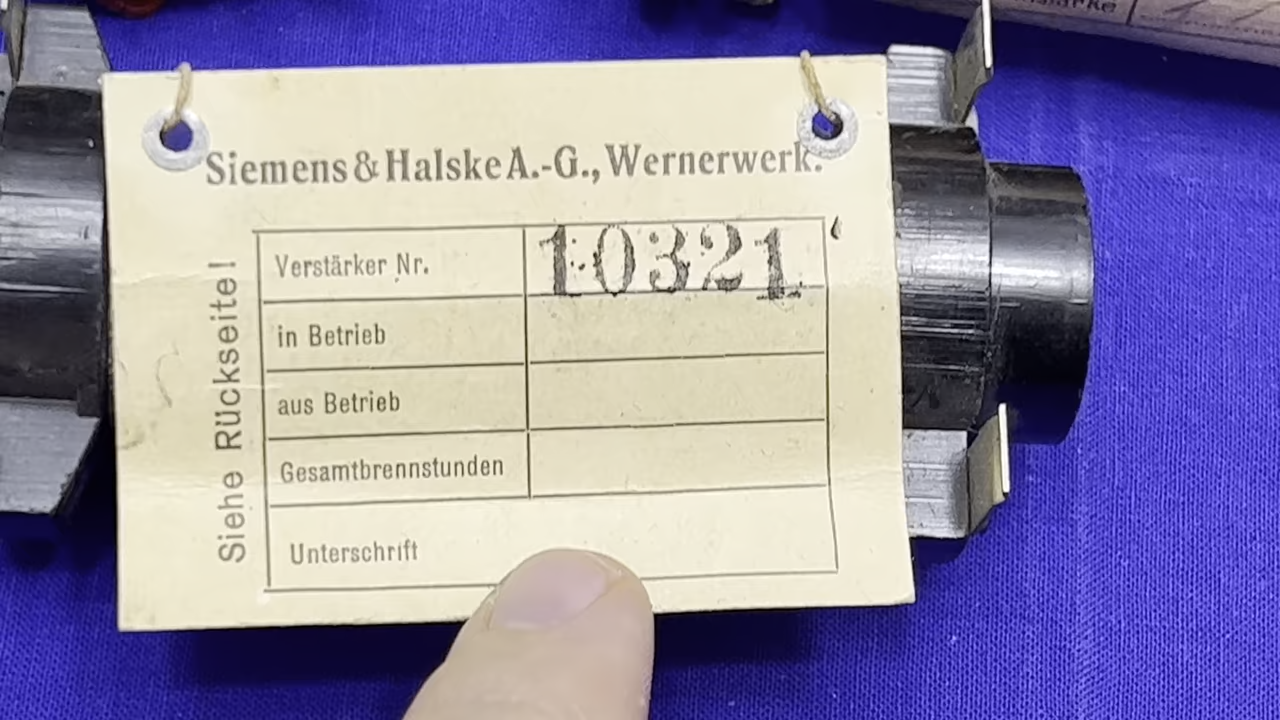 Siemens & Halske A.-G., Wernerwerk.
Siehe Rückseite!
Verstärker Nr. 10321
in Betrieb
aus Betrieb
Gesamtbrennstunden
Unterschrift